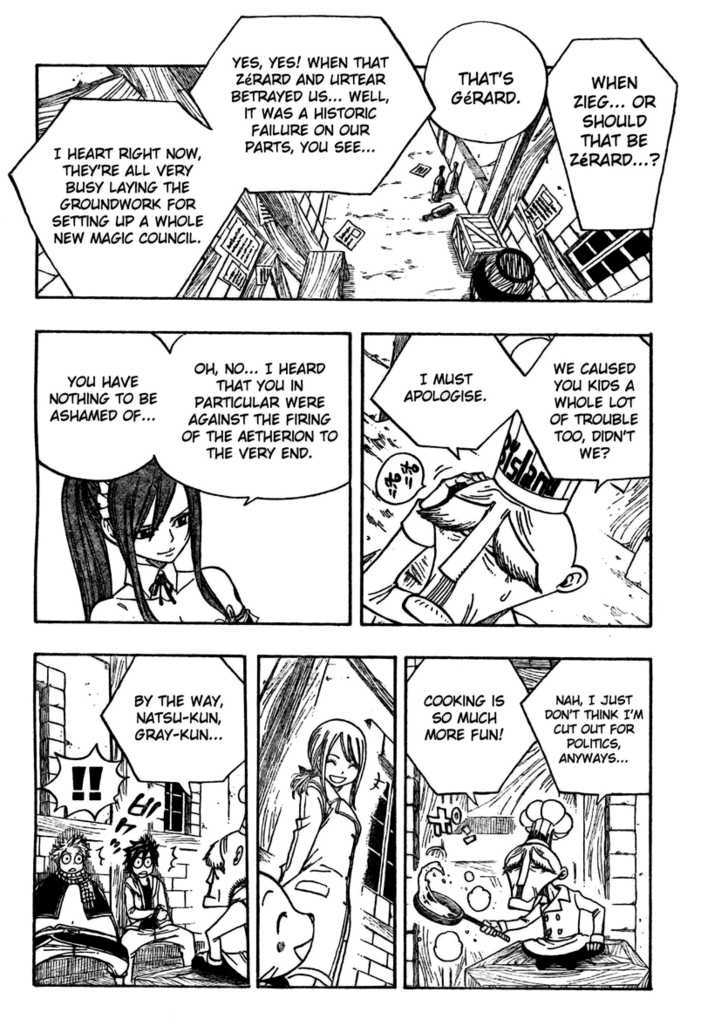 WHEN
ZIEG... OR
SHOULD
THAT BE
ZéRARD...?
THAT'S
GéRARD.
YES, YES! WHEN THAT
ZéRARD AND URTEAR
BETRAYED US... WELL,
IT WAS A HISTORIC
FAILURE ON OUR
PARTS, YOU SEE...
I HEART RIGHT NOW,
THEY'RE ALL VERY
BUSY LAYING THE
GROUNDWORK FOR
SETTING UP A WHOLE
NEW MAGIC COUNCIL.
WE CAUSED
YOU KIDS A
WHOLE LOT
OF TROUBLE
TOO, DIDN'T
WE?
I MUST
APOLOGISE.
Island
OH, NO... I HEARD
THAT YOU IN
PARTICULAR WERE
AGAINST THE FIRING
OF THE AETHERION TO
THE VERY END.
YOU HAVE
NOTHING TO BE
ASHAMED OF...
NAH, I JUST
DON'T THINK I'M
CUT OUT FOR
POLITICS,
ANYWAYS...
COOKING IS
SO MUCH
MORE FUN!
BY THE WAY,
NATSU-KUN,
GRAY-KUN...
!!
ビクッ